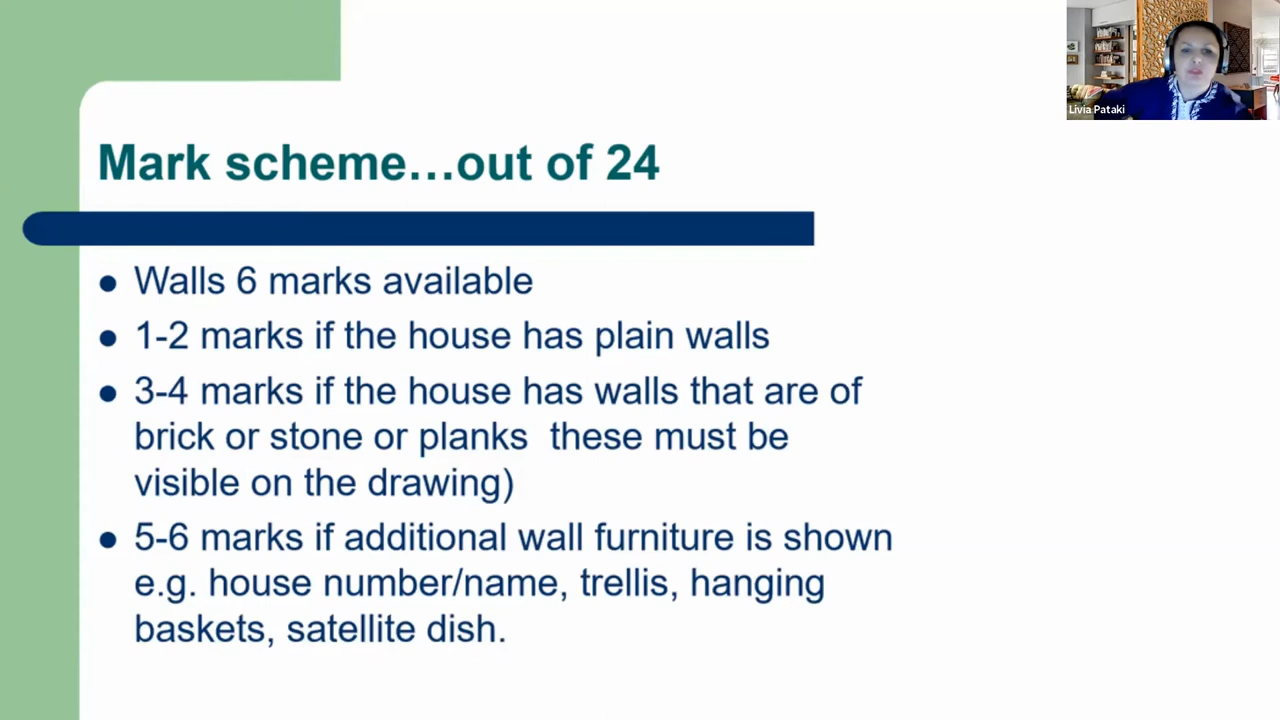 Livia Pataki
Mark scheme...out of 24
Walls 6 marks available
1-2 marks if the house has plain walls
3-4 marks if the house has walls that are of
brick or stone or planks  these must be
visible on the drawing)
5-6 marks if additional wall furniture is shown
e.g. house number/name, trellis, hanging
baskets, satellite dish.